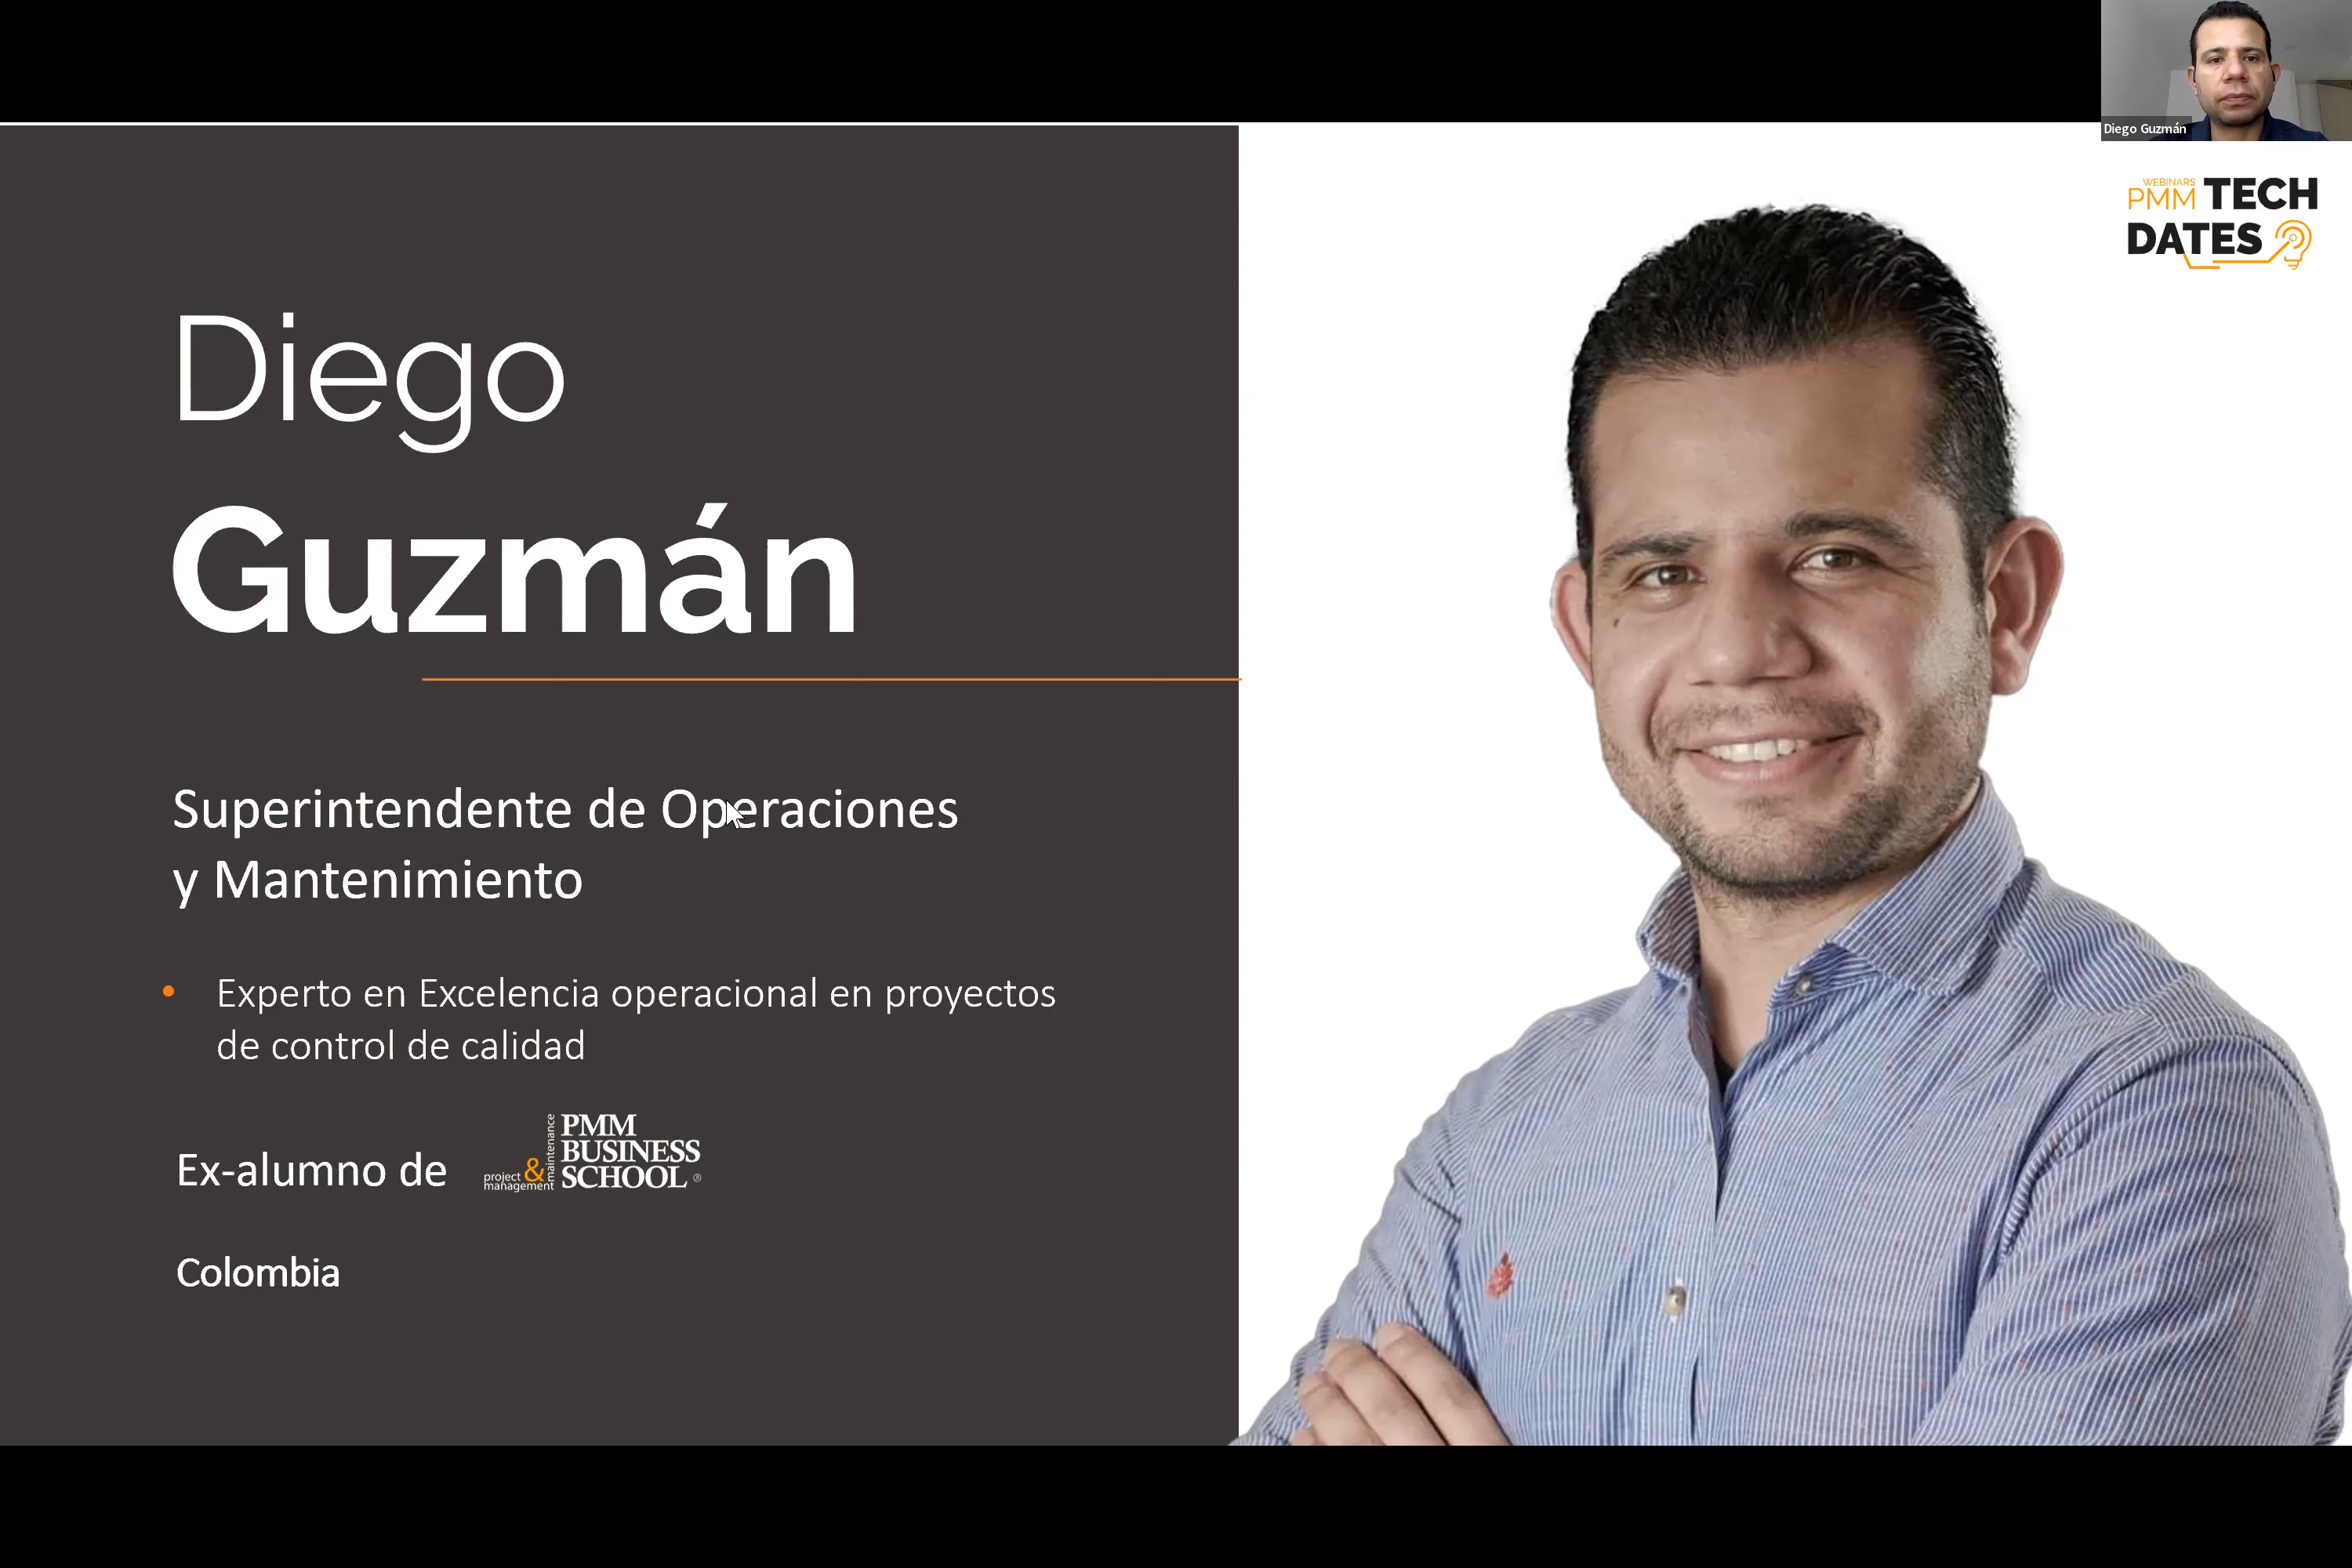 Diego Guzmán
WEBINARS
PMM TECH
DATES
Diego
Guzmán
Superintendente de Operaciones
y Mantenimiento
• Experto en Excelencia operacional en proyectos
de control de calidad
Ex-alumno de
project & management
maintenance
PMM
BUSINESS
SCHOOL ®
Colombia